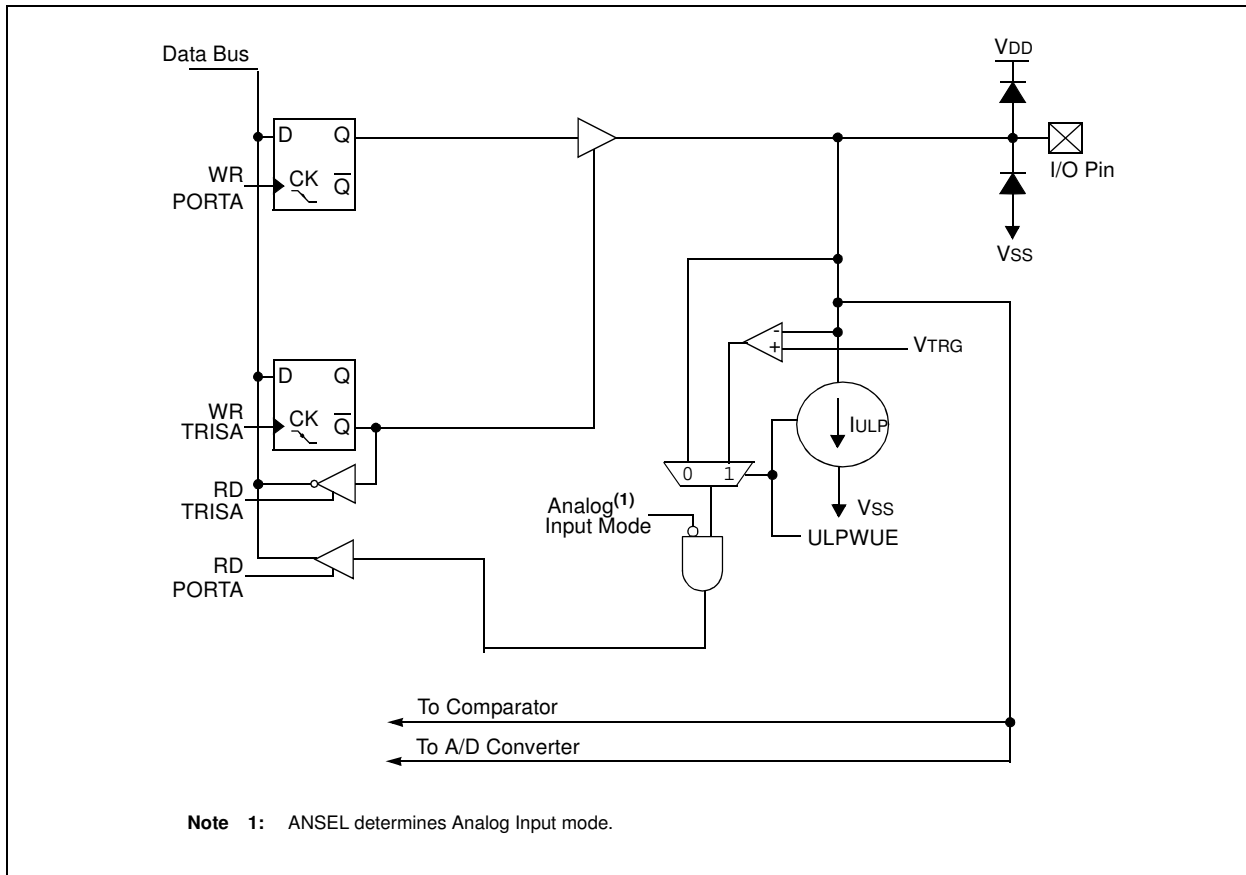 Data Bus
VDD
D Q
WR
PORTA
CK Q
I/O Pin
VSS
-
+
VTRG
D Q
WR
TRISA
CK Q
IULP
0 1
RD
TRISA
Analog(1)
Input Mode
VSS
ULPWUE
RD
PORTA
To Comparator
To A/D Converter
Note 1: ANSEL determines Analog Input mode.